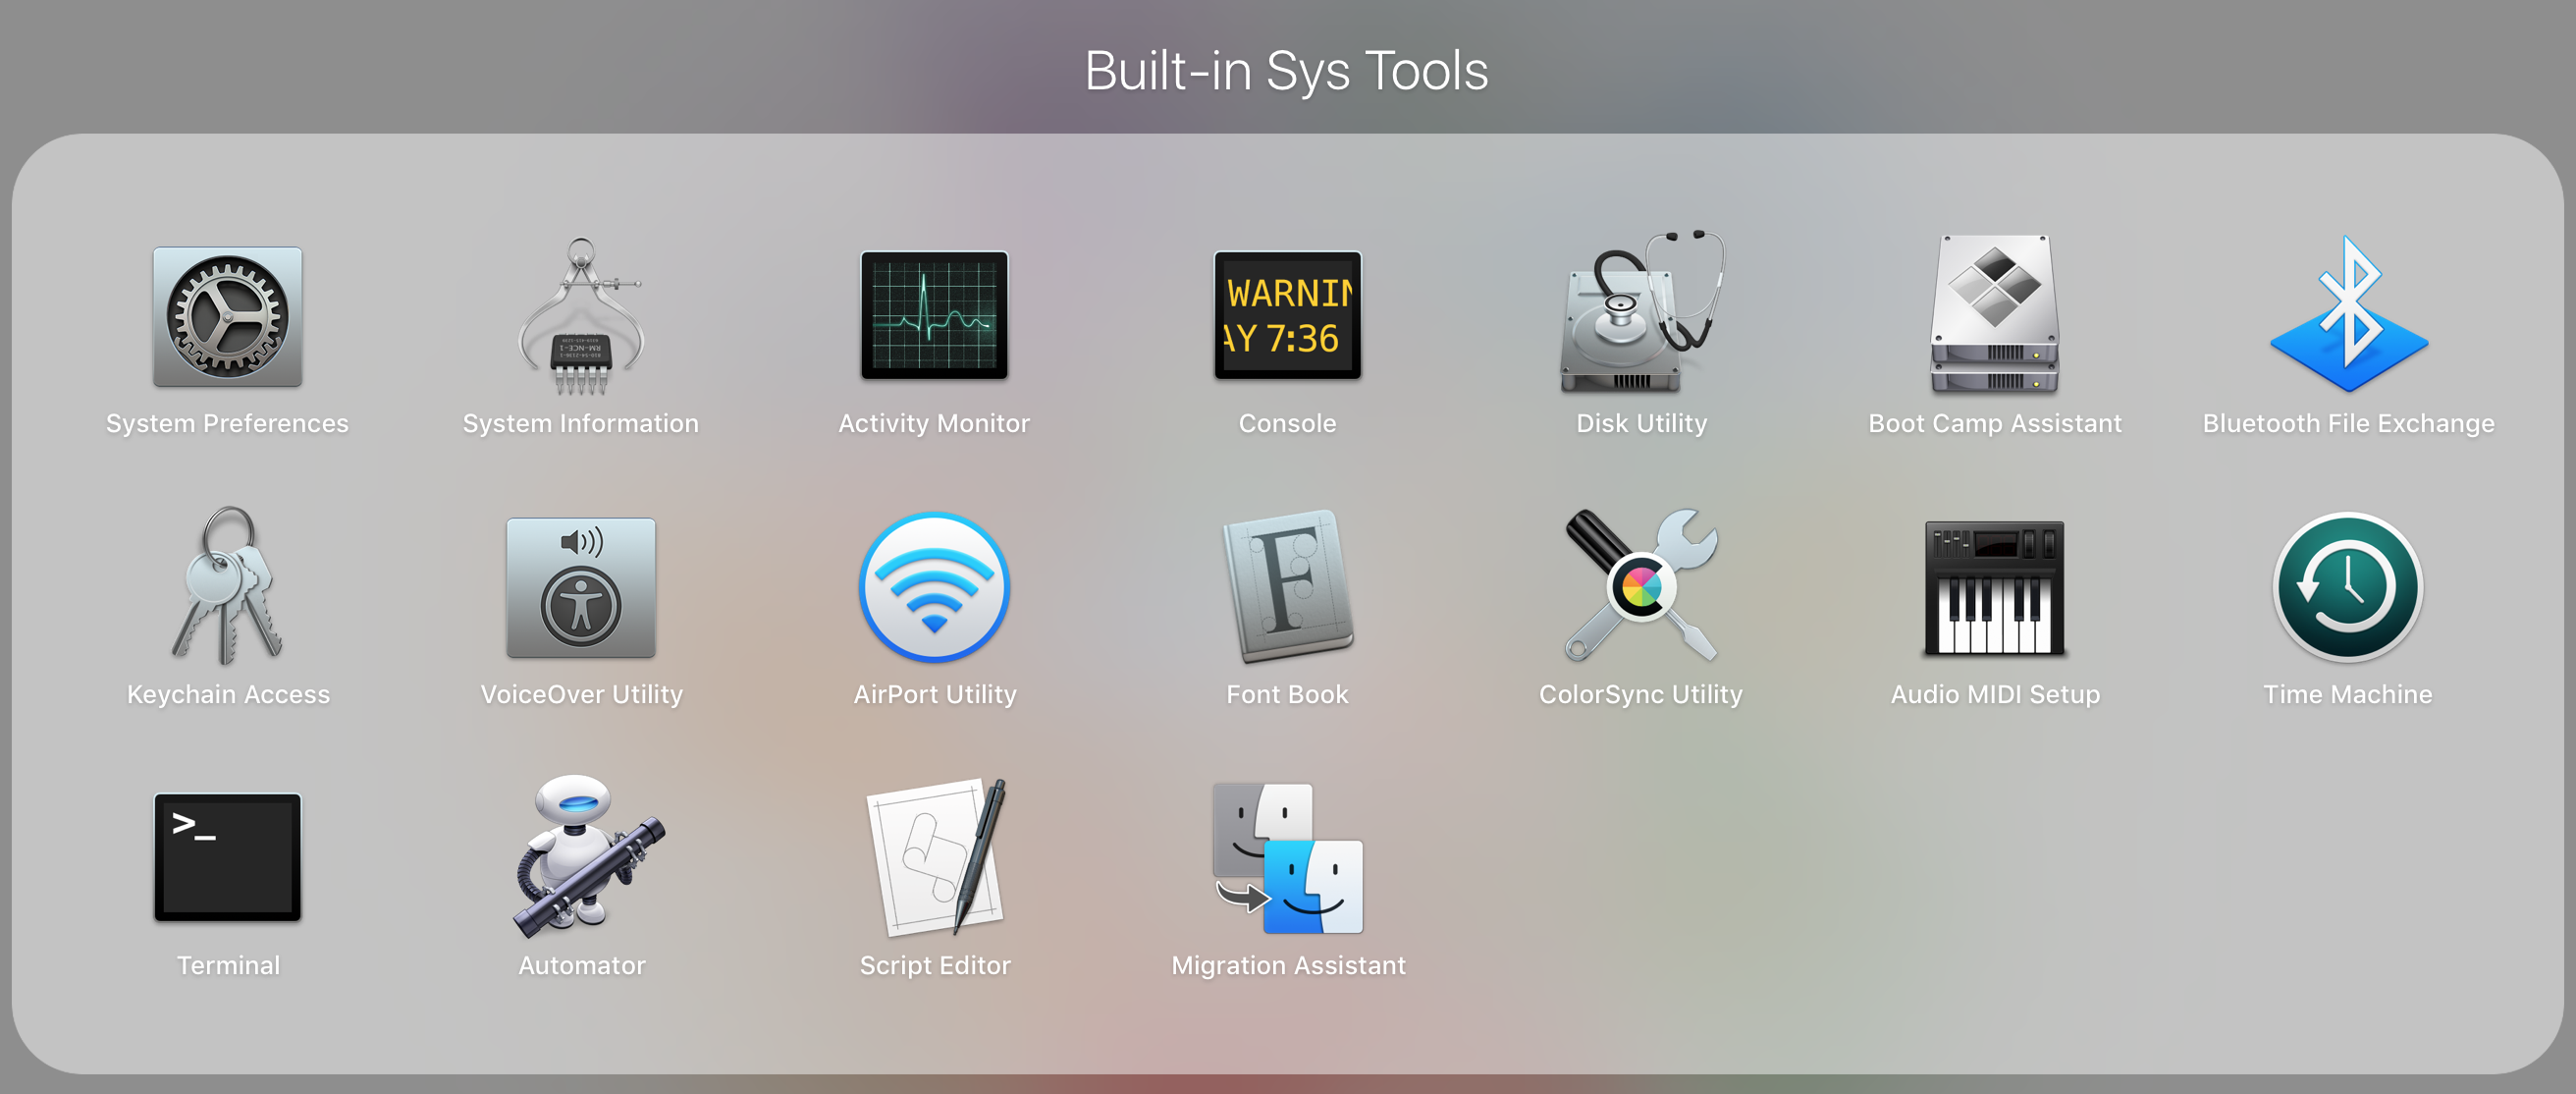 Built-in Sys Tools
WARNIN
AY 7:36
System Preferences
System Information
Activity Monitor
Console
Disk Utility
Boot Camp Assistant
Bluetooth File Exchange
F
Keychain Access
VoiceOver Utility
AirPort Utility
Font Book
ColorSync Utility
Audio MIDI Setup
Time Machine
>_
Terminal
Automator
Script Editor
Migration Assistant